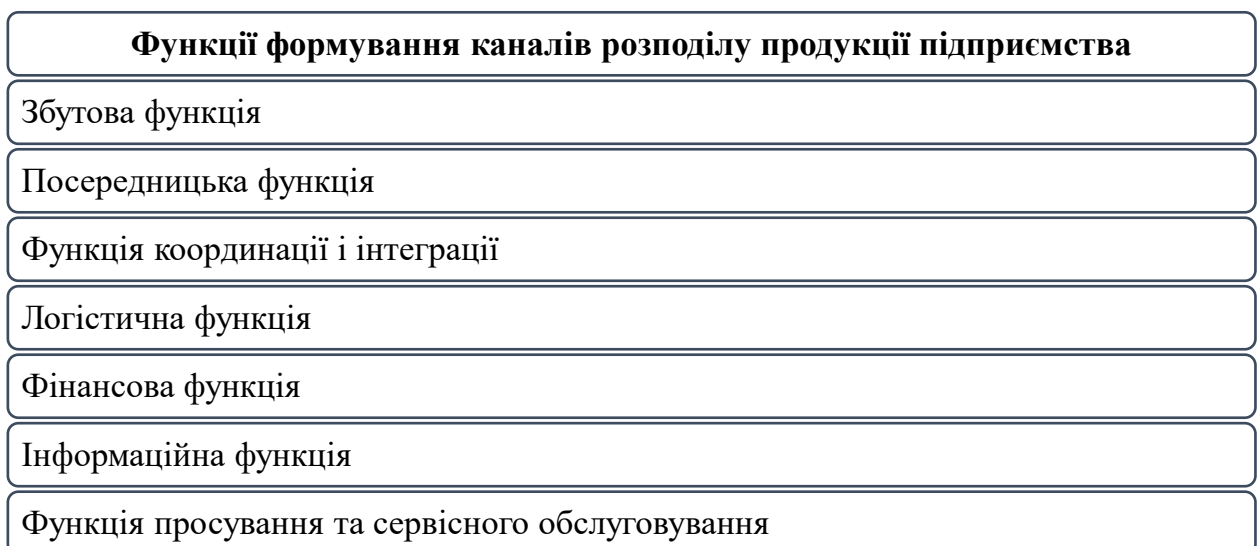 Функції формування каналів розподілу продукції підприємства
Збутова функція
Посередницька функція
Функція координації і інтеграції
Логістична функція
Фінансова функція
Інформаційна функція
Функція просування та сервісного обслуговування